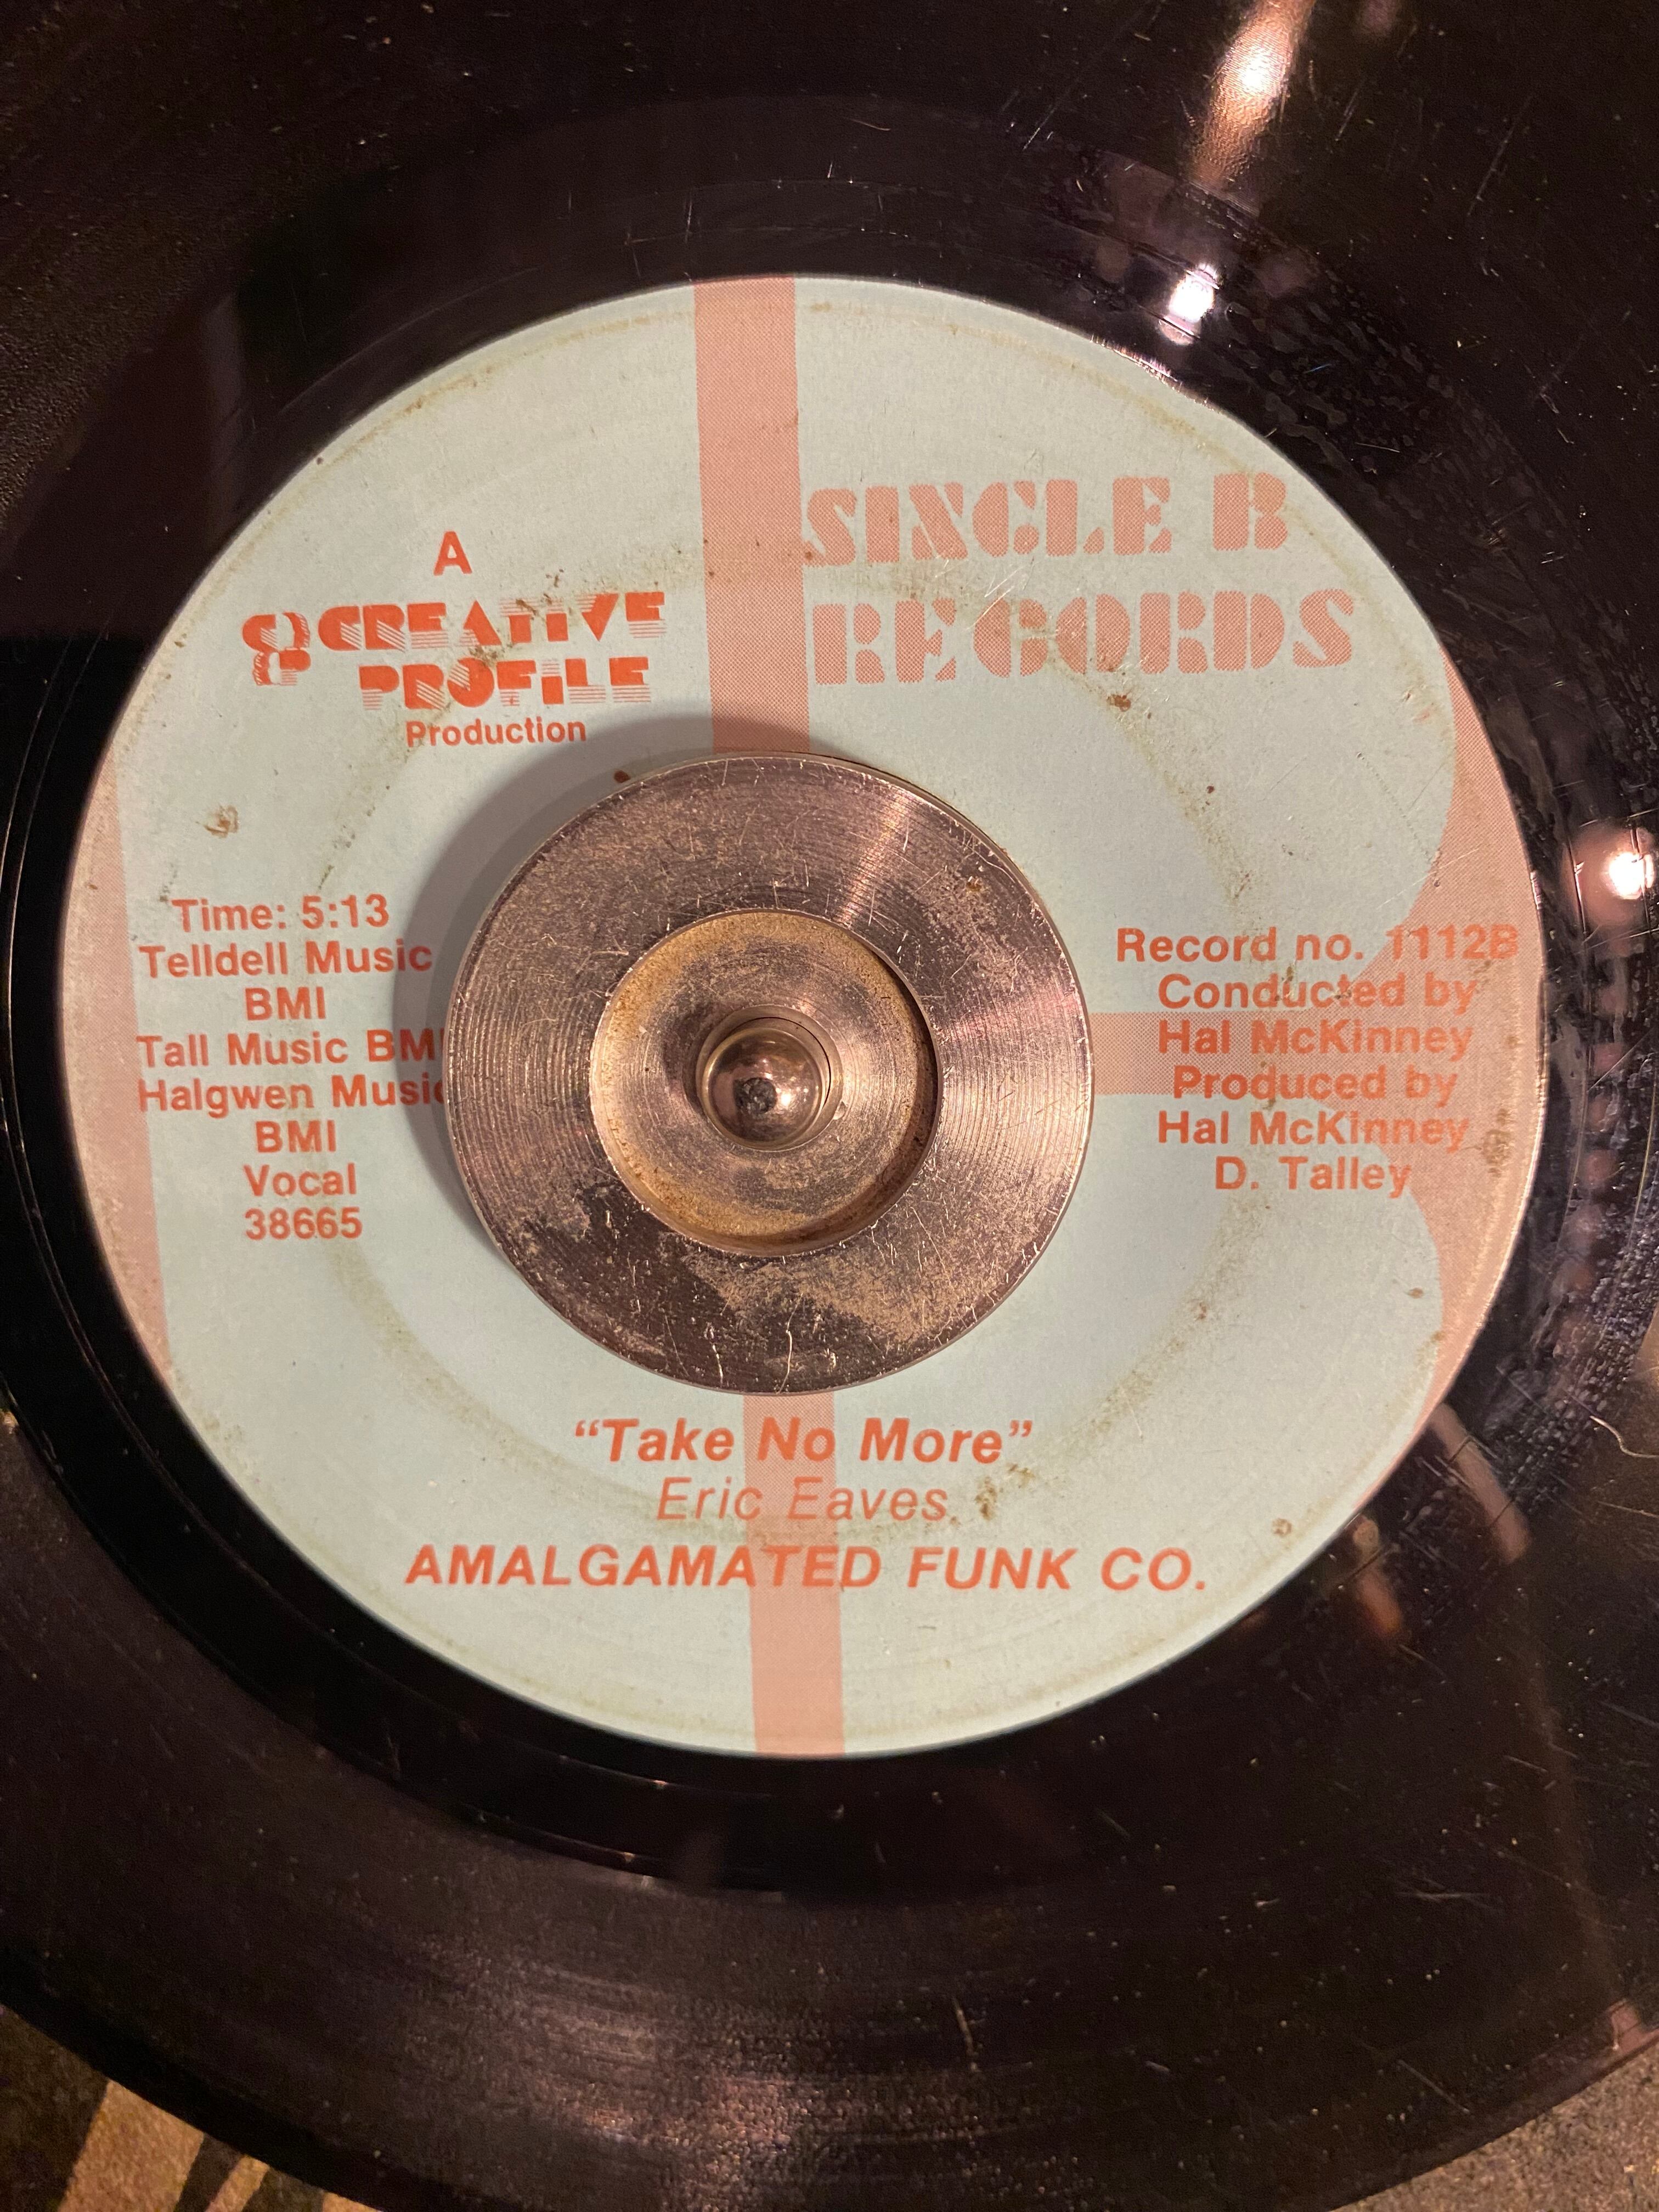 SINGLE B
RECORDS
A
CREATIVE
PROFILE
Production
Time: 5:13
Telldell Music
BMI
Tall Music BMI
Halgwen Music
BMI
Vocal
38665
Record no. 1112B
Conducted by
Hal McKinney
Produced by
Hal McKinney
D. Talley
“Take No More”
Eric Eaves
AMALGAMATED FUNK CO.